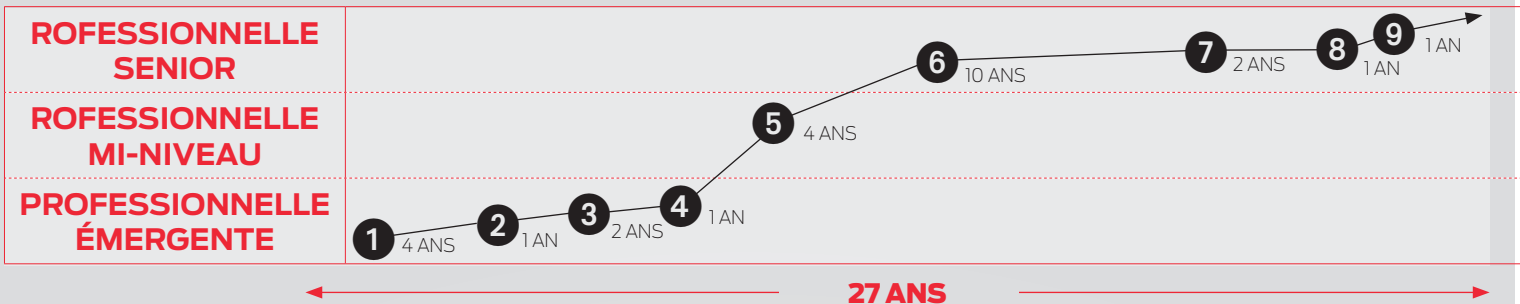 ROFESSIONNELLE
SENIOR
ROFESSIONNELLE
MI-NIVEAU
PROFESSIONNELLE
ÉMERGENTE
1 4 ANS
2 1 AN
3 2 ANS
4 1 AN
5 4 ANS
6 10 ANS
7 2 ANS
8 1 AN
9 1 AN
27 ANS